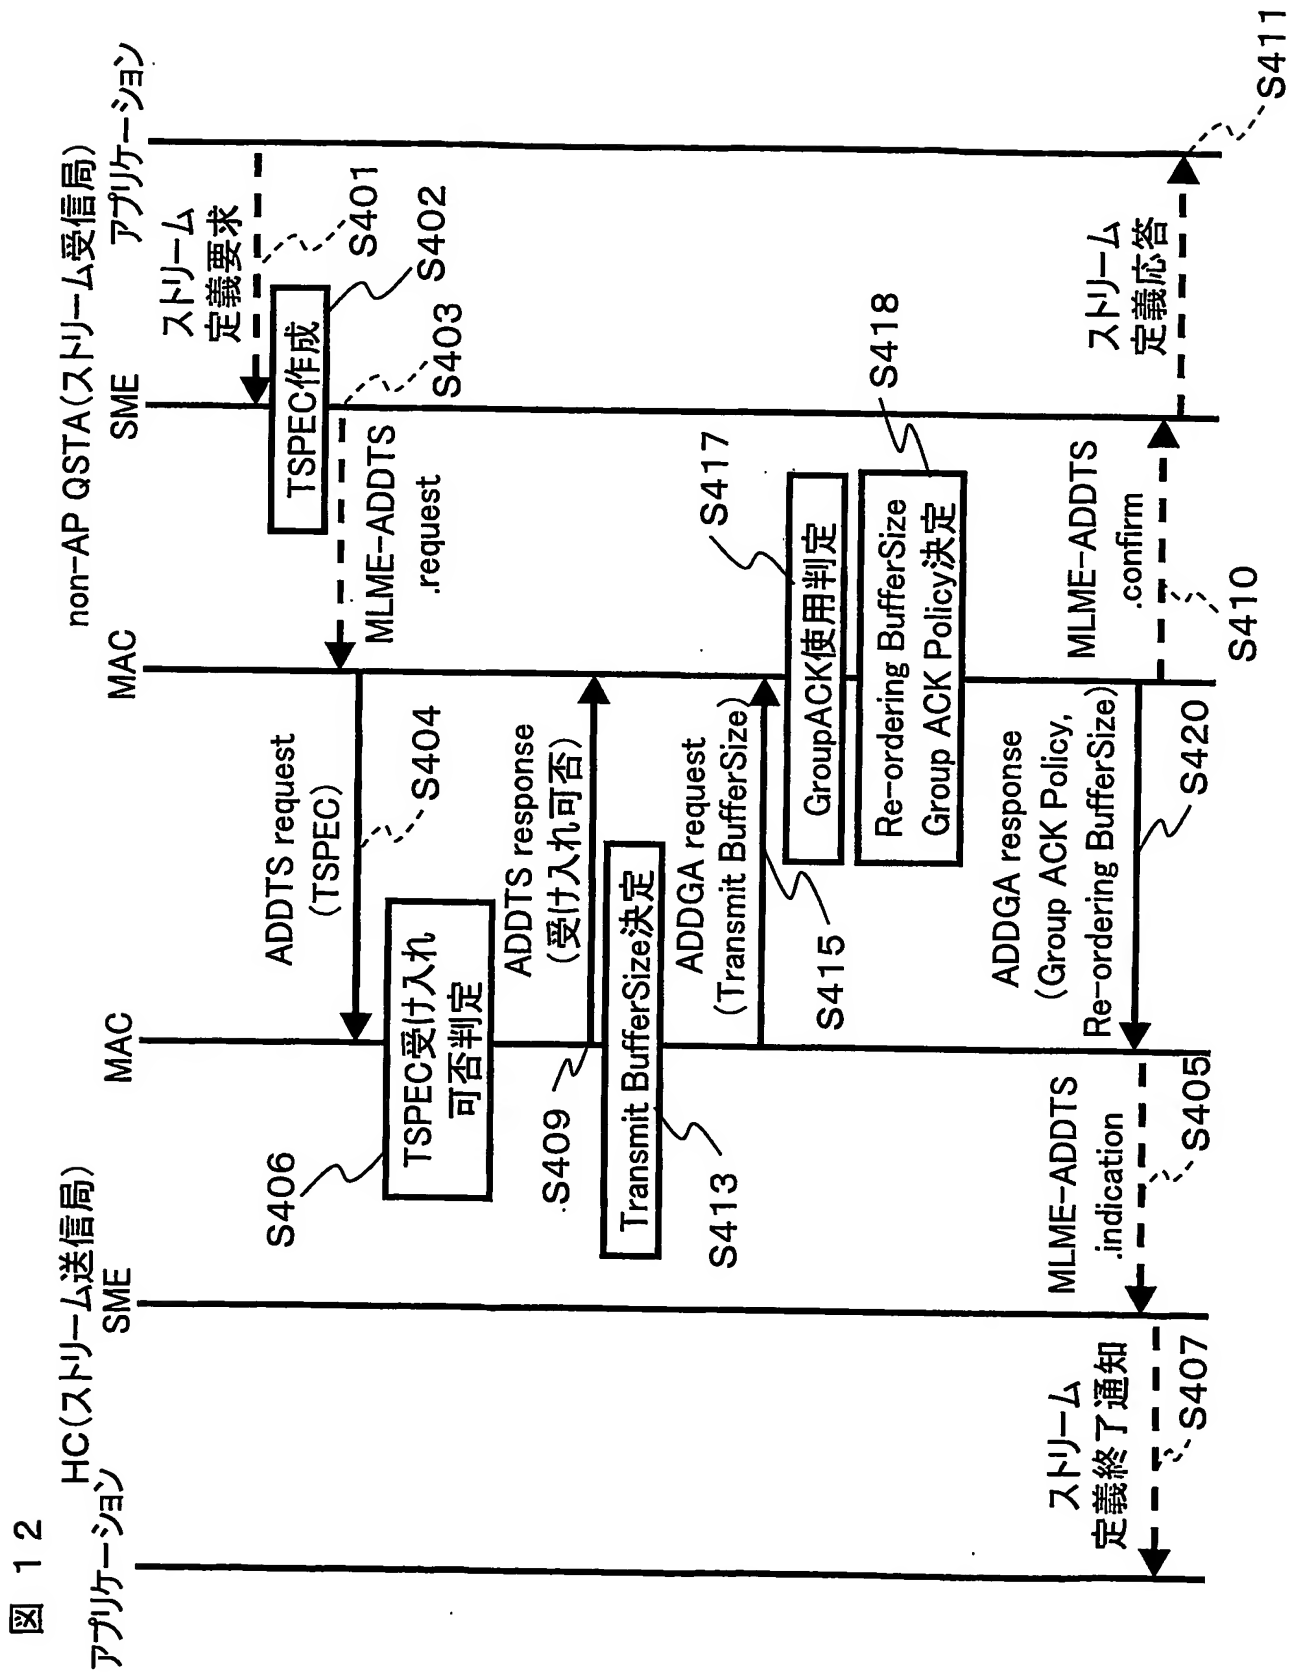 図 12
HC(ストリーム送信局)
non-AP QSTA(ストリーム受信局)
アプリケーション
SME
MAC
MAC
SME
アプリケーション
ストリーム
定義要求
S401
TSPEC作成
S402
S403
MLME-ADDTS
.request
ADDTS request
(TSPEC)
S404
TSPEC受け入れ
可否判定
S406
ADDTS response
(受け入れ可否)
S409
Transmit BufferSize決定
S413
ADDGA request
(Transmit BufferSize)
S415
GroupACK使用判定
S417
Re-ordering BufferSize
Group ACK Policy決定
S418
ADDGA response
(Group ACK Policy,
Re-ordering BufferSize)
S420
MLME-ADDTS
.indication
S405
MLME-ADDTS
.confirm
S410
ストリーム
定義終了通知
S407
ストリーム
定義応答
S411